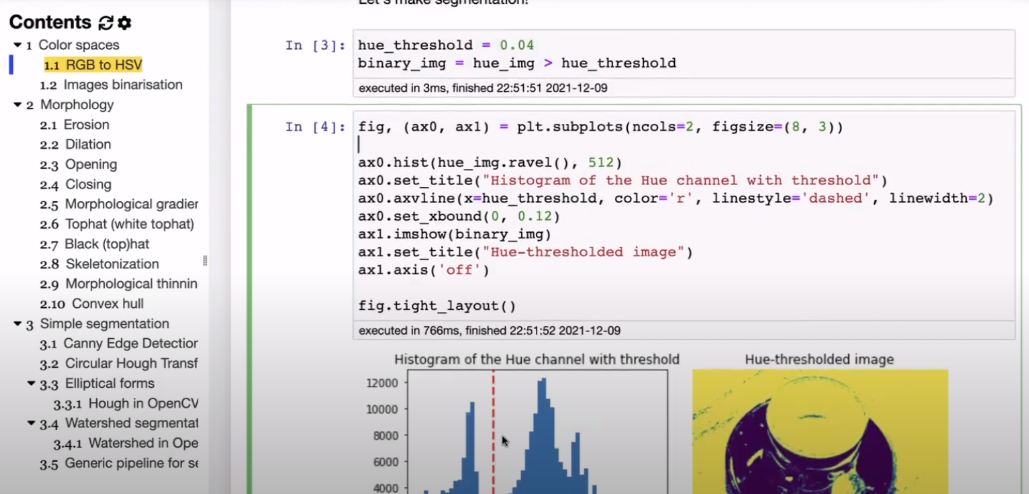 Contents
1 Color spaces
1.1 RGB to HSV
1.2 Images binarisation
2 Morphology
2.1 Erosion
2.2 Dilation
2.3 Opening
2.4 Closing
2.5 Morphological gradier
2.6 Tophat (white tophat)
2.7 Black (top)hat
2.8 Skeletonization
2.9 Morphological thinnin
2.10 Convex hull
3 Simple segmentation
3.1 Canny Edge Detection
3.2 Circular Hough Transf
3.3 Elliptical forms
3.3.1 Hough in OpenCV
3.4 Watershed segmentat
3.4.1 Watershed in Ope
3.5 Generic pipeline for se
Let's make segmentation!
In [3]:
hue_threshold = 0.04
binary_img = hue_img > hue_threshold
executed in 3ms, finished 22:51:51 2021-12-09
In [4]:
fig, (ax0, ax1) = plt.subplots(ncols=2, figsize=(8, 3))
ax0.hist(hue_img.ravel(), 512)
ax0.set_title("Histogram of the Hue channel with threshold")
ax0.axvline(x=hue_threshold, color='r', linestyle='dashed', linewidth=2)
ax0.set_xbound(0, 0.12)
ax1.imshow(binary_img)
ax1.set_title("Hue-thresholded image")
ax1.axis('off')
fig.tight_layout()
executed in 766ms, finished 22:51:52 2021-12-09
Histogram of the Hue channel with threshold
12000
10000
8000
6000
4000
Hue-thresholded image